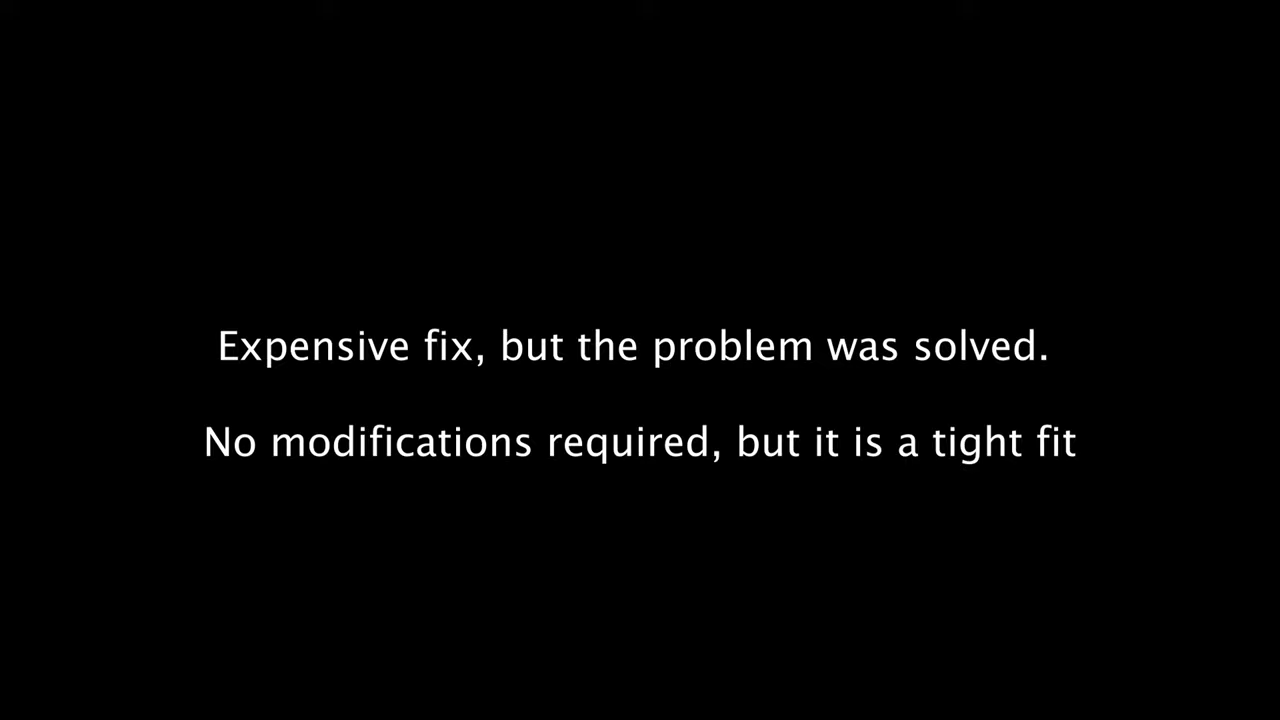 Expensive fix, but the problem was solved.
No modifications required, but it is a tight fit